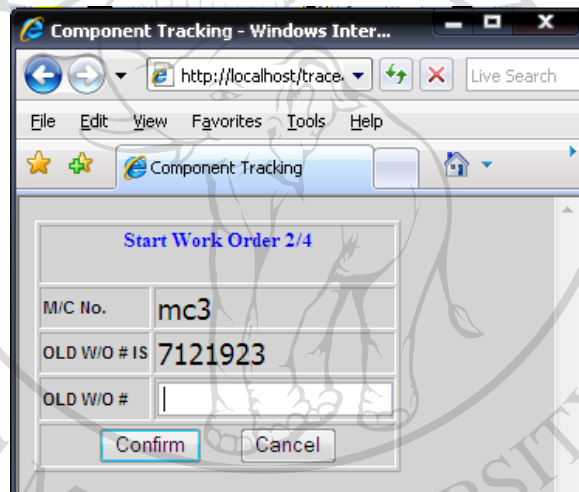 Component Tracking - Windows Inter...
http://localhost/trace.
Live Search
File Edit View Favorites Tools Help
Component Tracking
Start Work Order 2/4
M/C No. mc3
OLD W/O # IS 7121923
OLD W/O #
Confirm Cancel